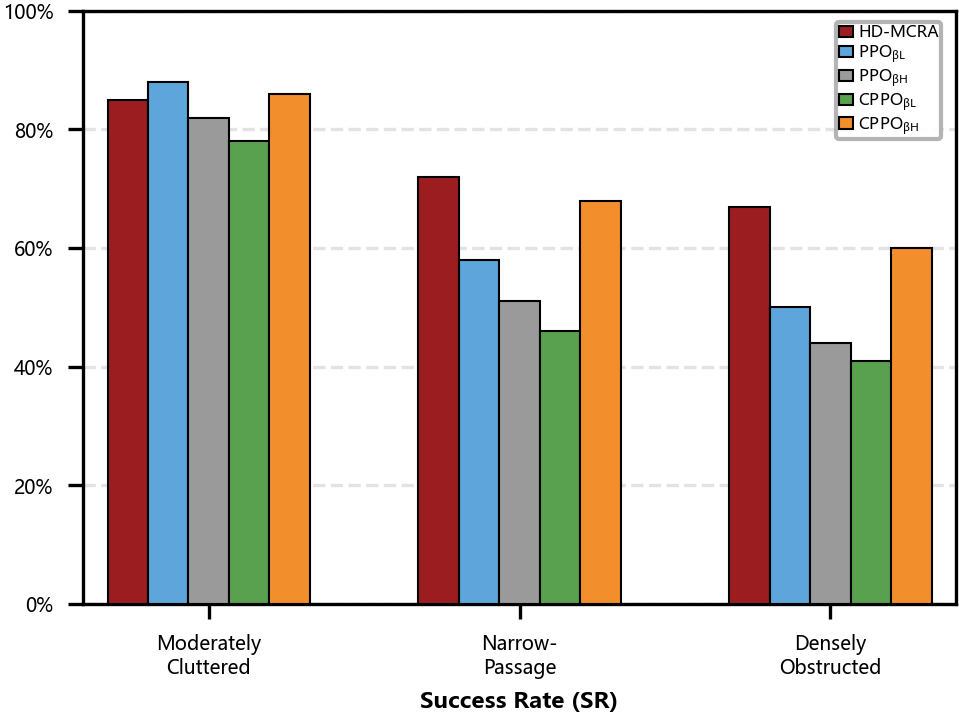 100%
80%
60%
40%
20%
0%
HD-MCRA
PPOβL
PPOβH
CPPOβL
CPPOβH
Moderately
Cluttered
Narrow-
Passage
Densely
Obstructed
Success Rate (SR)